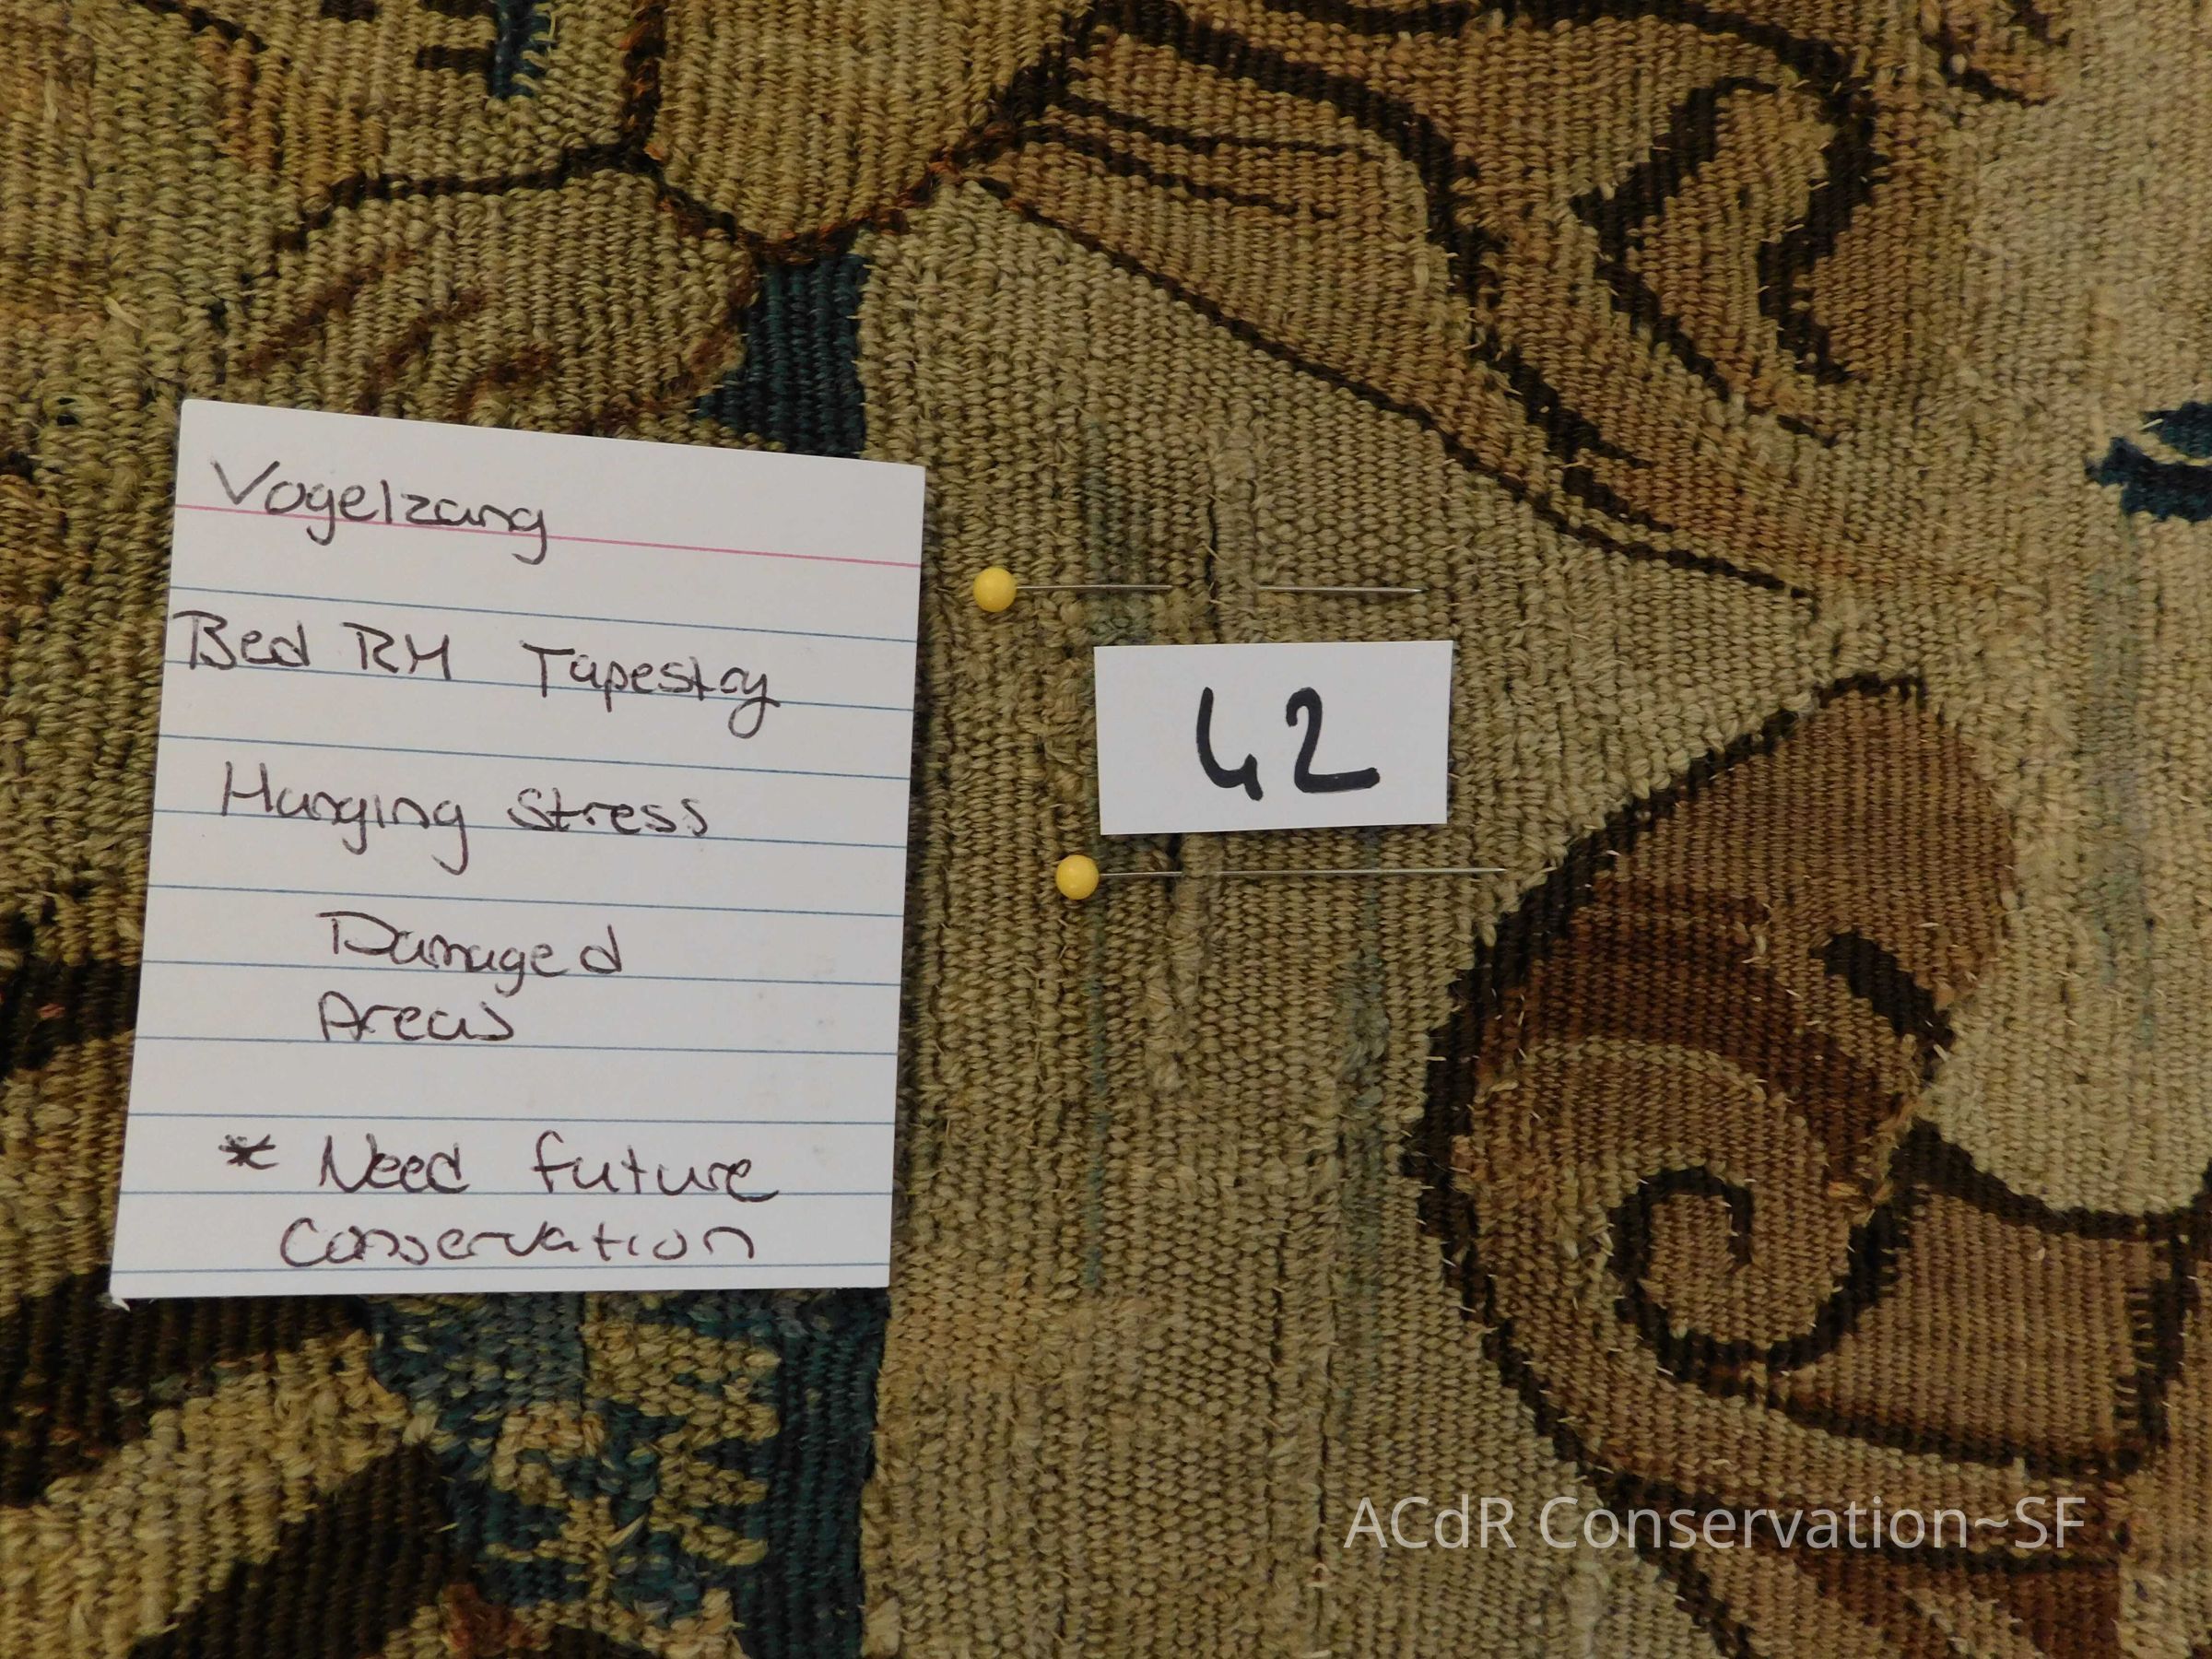 Vogelzang
Bed RM Tapestry
Hanging Stress
Damaged
Areas
* Need future
Conservation
42
ACdR Conservation~SF